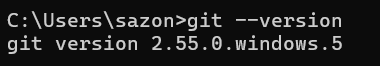 C:\Users\sazon>git --version
git version 2.55.0.windows.5